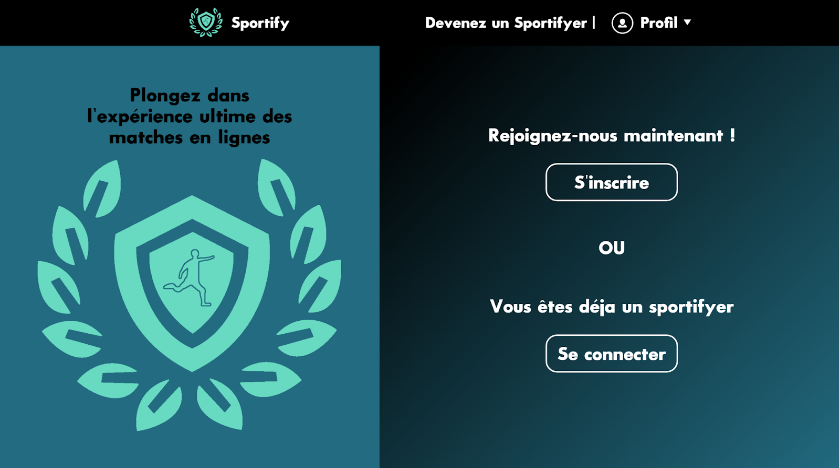 Sportify
Devenez un Sportifyer |
Profil
Plongez dans
l'expérience ultime des
matches en lignes
Rejoignez-nous maintenant !
S'inscrire
OU
Vous êtes déja un sportifyer
Se connecter